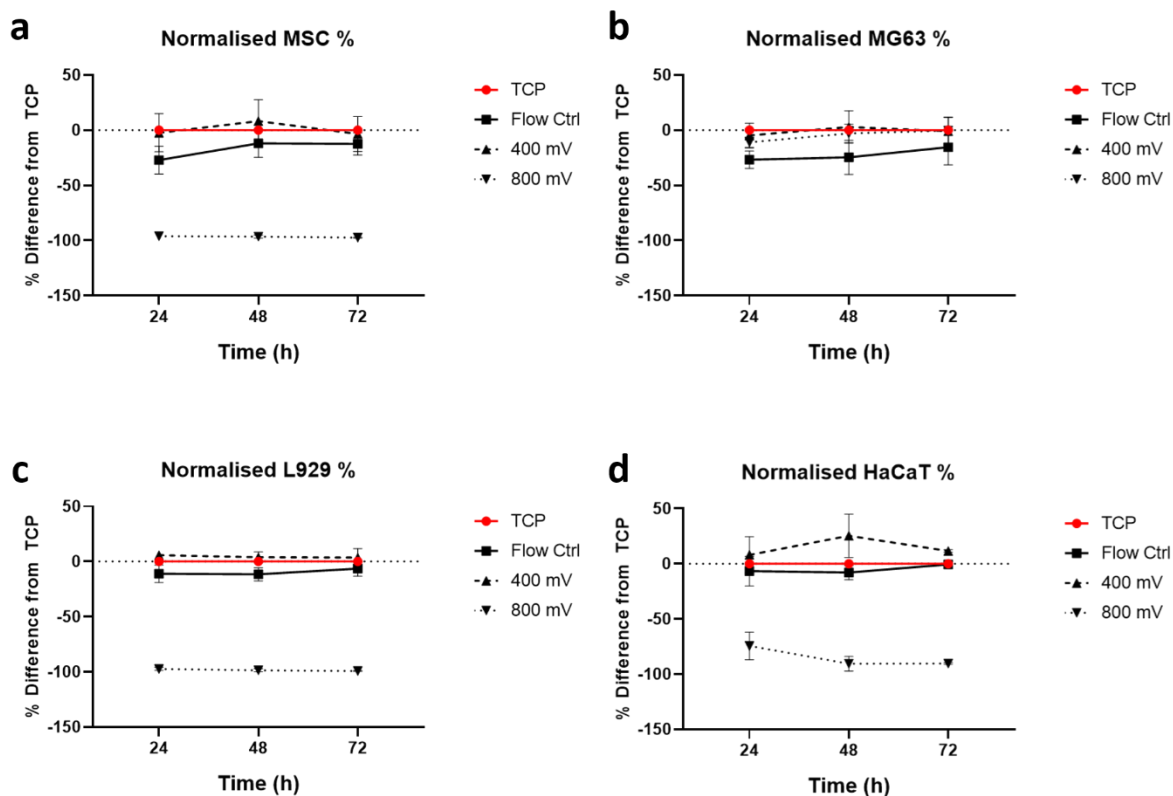 a
Normalised MSC %
% Difference from TCP
50
0
-50
-100
-150
24
48
72
Time (h)
TCP
Flow Ctrl
400 mV
800 mV
b
Normalised MG63 %
% Difference from TCP
50
0
-50
-100
-150
24
48
72
Time (h)
TCP
Flow Ctrl
400 mV
800 mV
c
Normalised L929 %
% Difference from TCP
50
0
-50
-100
-150
24
48
72
Time (h)
TCP
Flow Ctrl
400 mV
800 mV
d
Normalised HaCaT %
% Difference from TCP
50
0
-50
-100
-150
24
48
72
Time (h)
TCP
Flow Ctrl
400 mV
800 mV